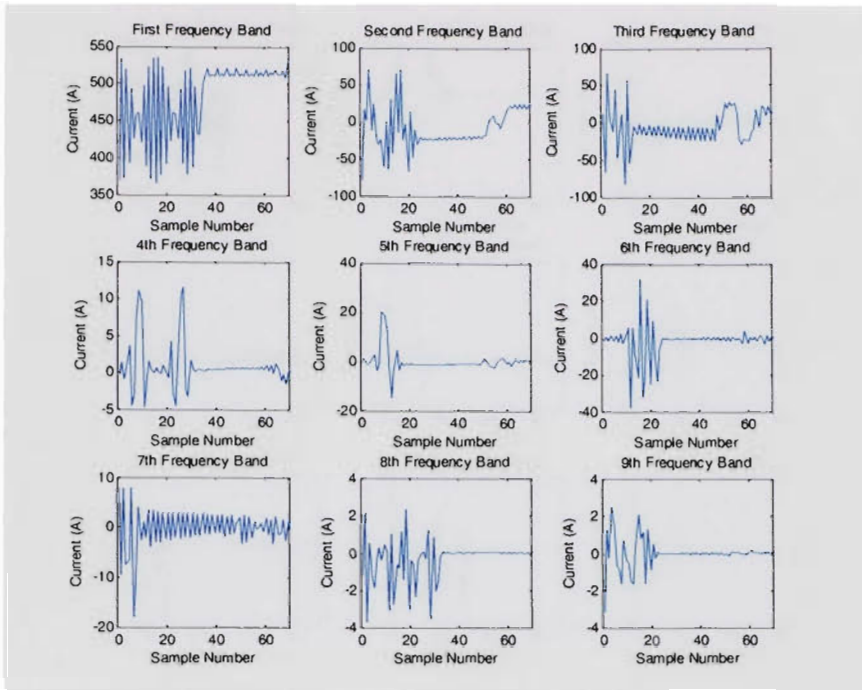 First Frequency Band
Second Frequency Band
Third Frequency Band
550
500
450
400
350
Current (A)
0
20
40
60
Sample Number
100
50
0
-50
-100
Current (A)
0
20
40
60
Sample Number
100
50
0
-50
-100
Current (A)
0
20
40
60
Sample Number
4th Frequency Band
5th Frequency Band
6th Frequency Band
15
10
5
0
-5
Current (A)
0
20
40
60
Sample Number
40
20
0
-20
Current (A)
0
20
40
60
Sample Number
40
20
0
-20
-40
Current (A)
0
20
40
60
Sample Number
7th Frequency Band
8th Frequency Band
9th Frequency Band
10
0
-10
-20
Current (A)
0
20
40
60
Sample Number
4
2
0
-2
-4
Current (A)
0
20
40
60
Sample Number
4
2
0
-2
-4
Current (A)
0
20
40
60
Sample Number